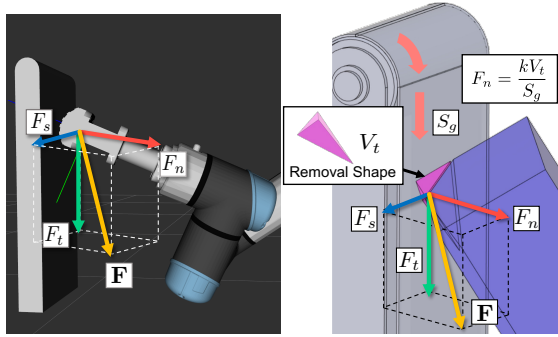 F_s
F_n
F_t
F
F_n = kV_t / S_g
S_g
V_t
Removal Shape
F_s
F_n
F_t
F